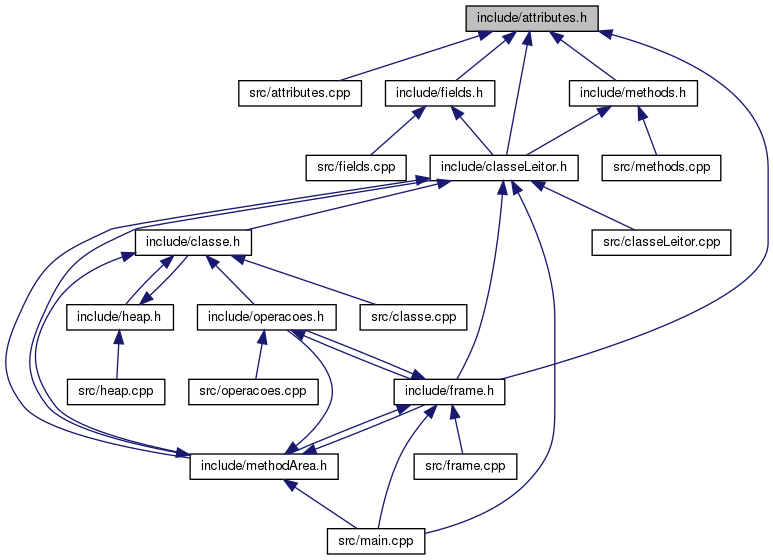 include/attributes.h
src/attributes.cpp
include/fields.h
include/methods.h
src/fields.cpp
include/classeLeitor.h
src/methods.cpp
include/classe.h
src/classeLeitor.cpp
include/heap.h
include/operacoes.h
src/classe.cpp
src/heap.cpp
src/operacoes.cpp
include/frame.h
include/methodArea.h
src/frame.cpp
src/main.cpp